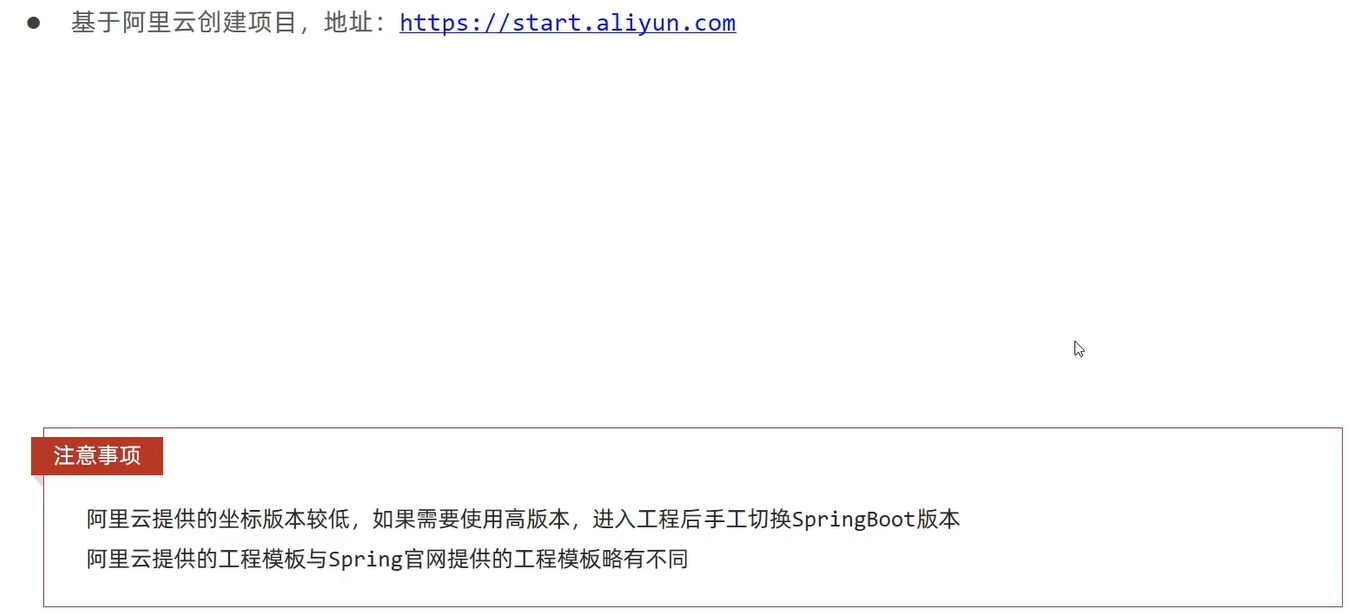 ● 基于阿里云创建项目，地址：https://start.aliyun.com
注意事项
阿里云提供的坐标版本较低，如果需要使用高版本，进入工程后手工切换SpringBoot版本
阿里云提供的工程模板与Spring官网提供的工程模板略有不同